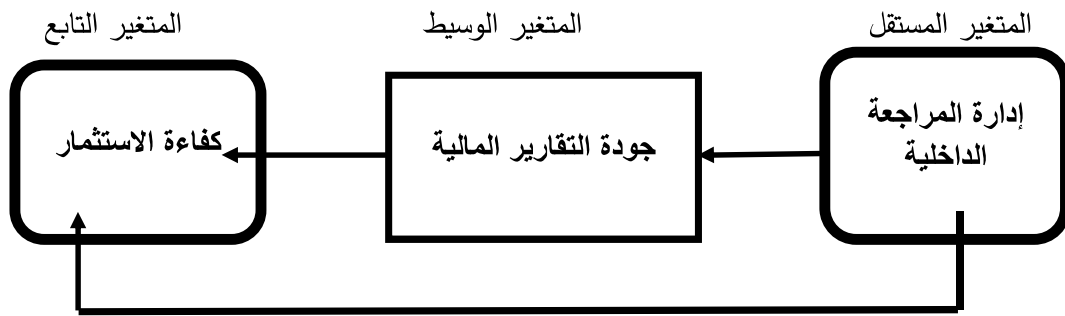 المتغير المستقل
المتغير الوسيط
المتغير التابع
إدارة المراجعة
الداخلية
جودة التقارير المالية
كفاءة الاستثمار